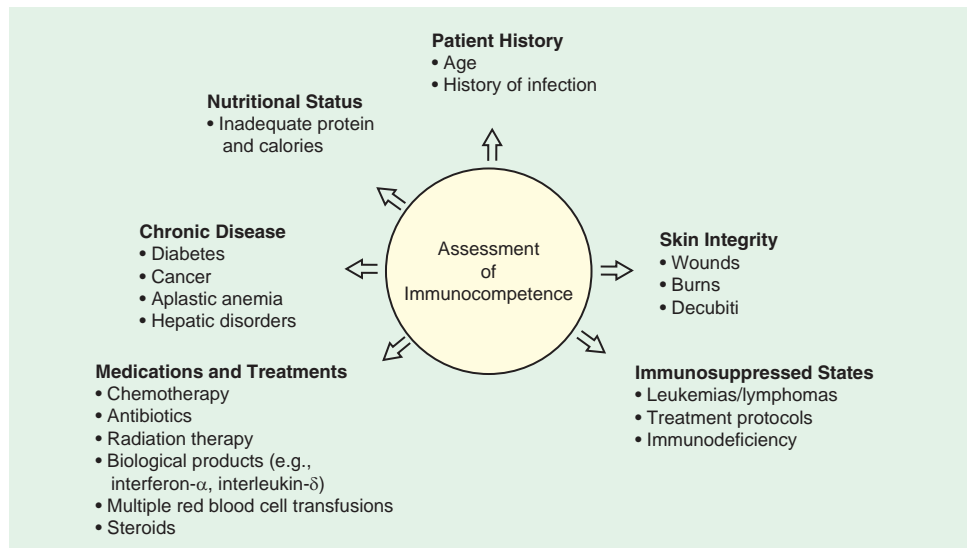 Patient History
• Age
• History of infection
Nutritional Status
• Inadequate protein
and calories
Chronic Disease
• Diabetes
• Cancer
• Aplastic anemia
• Hepatic disorders
Assessment
of
Immunocompetence
Skin Integrity
• Wounds
• Burns
• Decubiti
Medications and Treatments
• Chemotherapy
• Antibiotics
• Radiation therapy
• Biological products (e.g.,
interferon-α, interleukin-δ)
• Multiple red blood cell transfusions
• Steroids
Immunosuppressed States
• Leukemias/lymphomas
• Treatment protocols
• Immunodeficiency